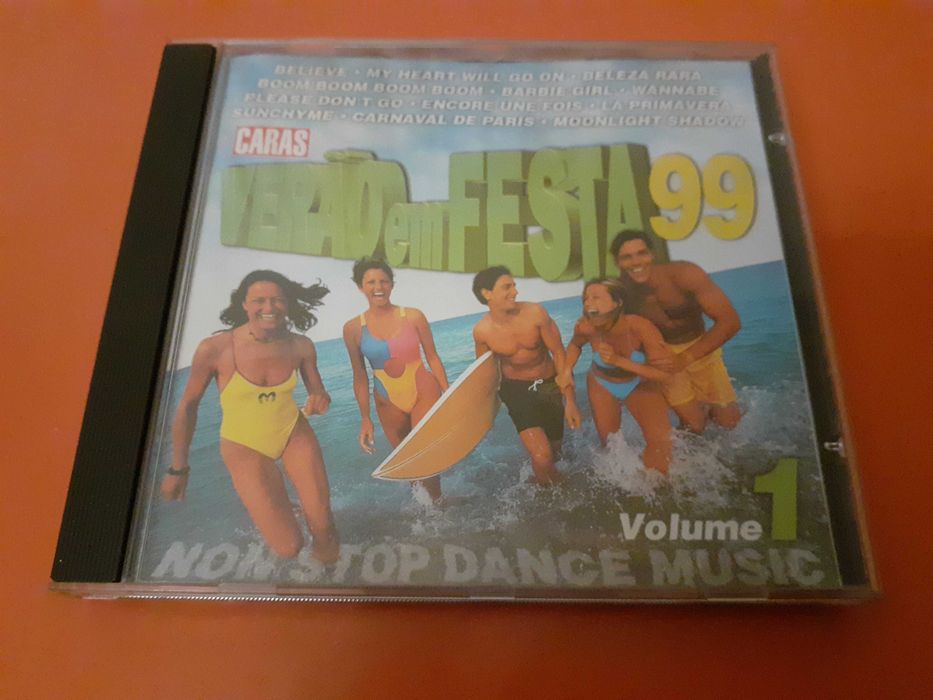 BELIEVE • MY HEART WILL GO ON • BELEZA RARA
BOOM BOOM BOOM BOOM • BARBIE GIRL • WANNABE
PLEASE DON'T GO • ENCORE UNE FOIS • LA PRIMAVERA
SUNCHYME • CARNAVAL DE PARIS • MOONLIGHT SHADOW
CARAS
VERÃO em FESTA 99
Volume 1
NON STOP DANCE MUSIC